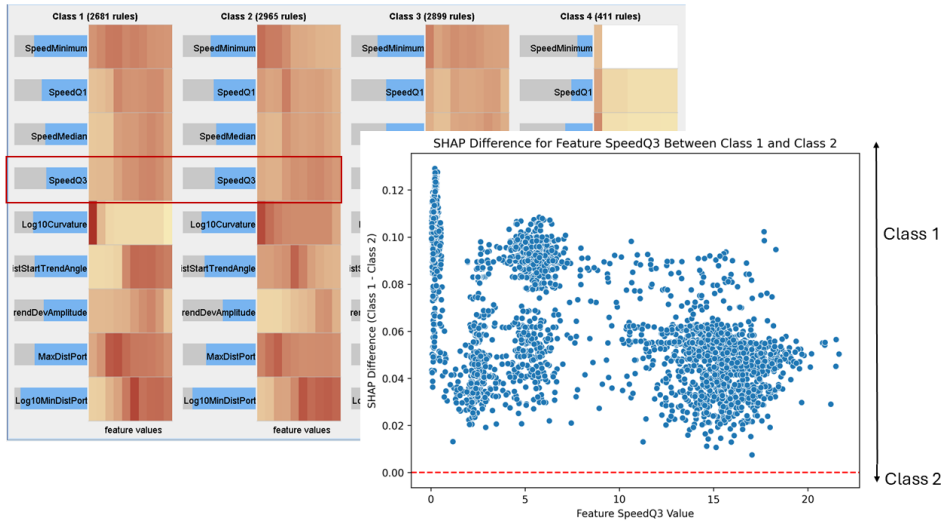 Class 1 (2681 rules)
Class 2 (2965 rules)
Class 3 (2899 rules)
Class 4 (411 rules)
SpeedMinimum
SpeedMinimum
SpeedMinimum
SpeedMinimum
SpeedQ1
SpeedQ1
SpeedQ1
SpeedQ1
SpeedMedian
SpeedMedian
SpeedQ3
SpeedQ3
Log10Curvature
Log10Curvature
istStartTrendAngle
istStartTrendAngle
istS
rendDevAmplitude
rendDevAmplitude
MaxDistPort
MaxDistPort
Log10MinDistPort
Log10MinDistPort
Lo
feature values
feature values
SHAP Difference for Feature SpeedQ3 Between Class 1 and Class 2
SHAP Difference (Class 1 - Class 2)
0.12
0.10
0.08
0.06
0.04
0.02
0.00
0
5
10
15
20
Feature SpeedQ3 Value
Class 1
Class 2